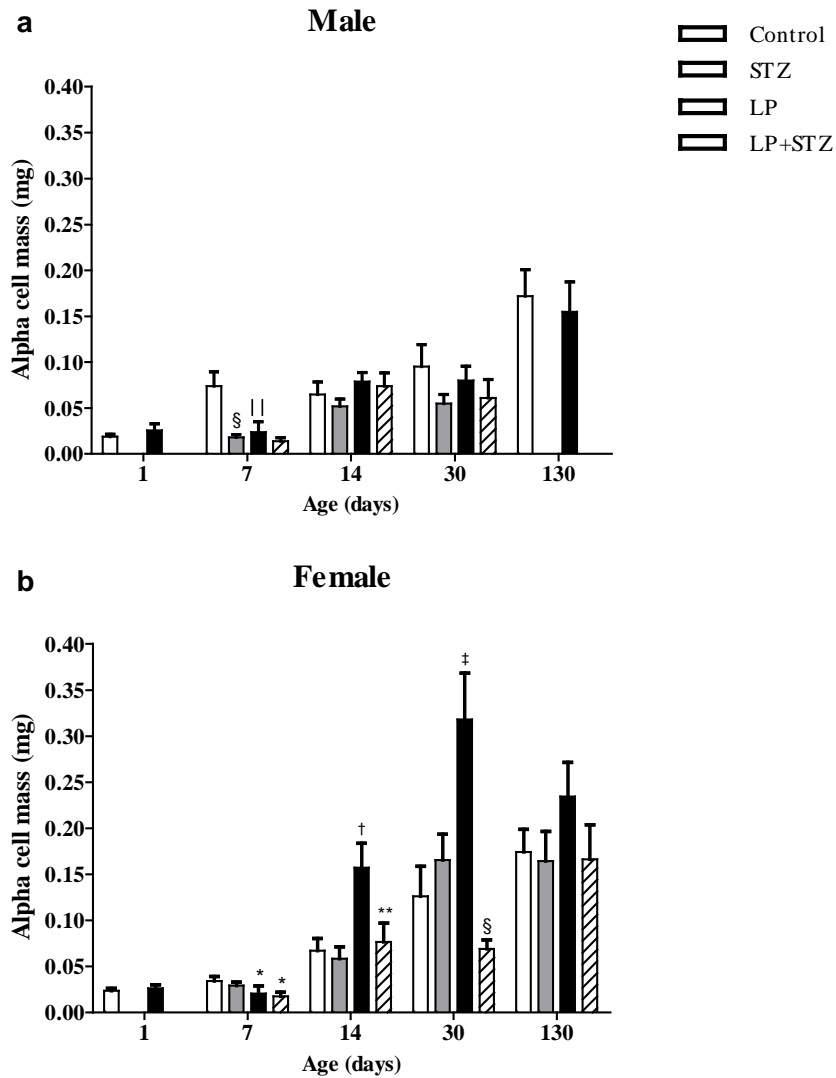 a
Male
Control
STZ
LP
LP+STZ
Alpha cell mass (mg)
0.40
0.35
0.30
0.25
0.20
0.15
0.10
0.05
0.00
§
||
1 7 14 30 130
Age (days)
b
Female
Alpha cell mass (mg)
0.40
0.35
0.30
0.25
0.20
0.15
0.10
0.05
0.00
‡
†
**
§
* *
1 7 14 30 130
Age (days)